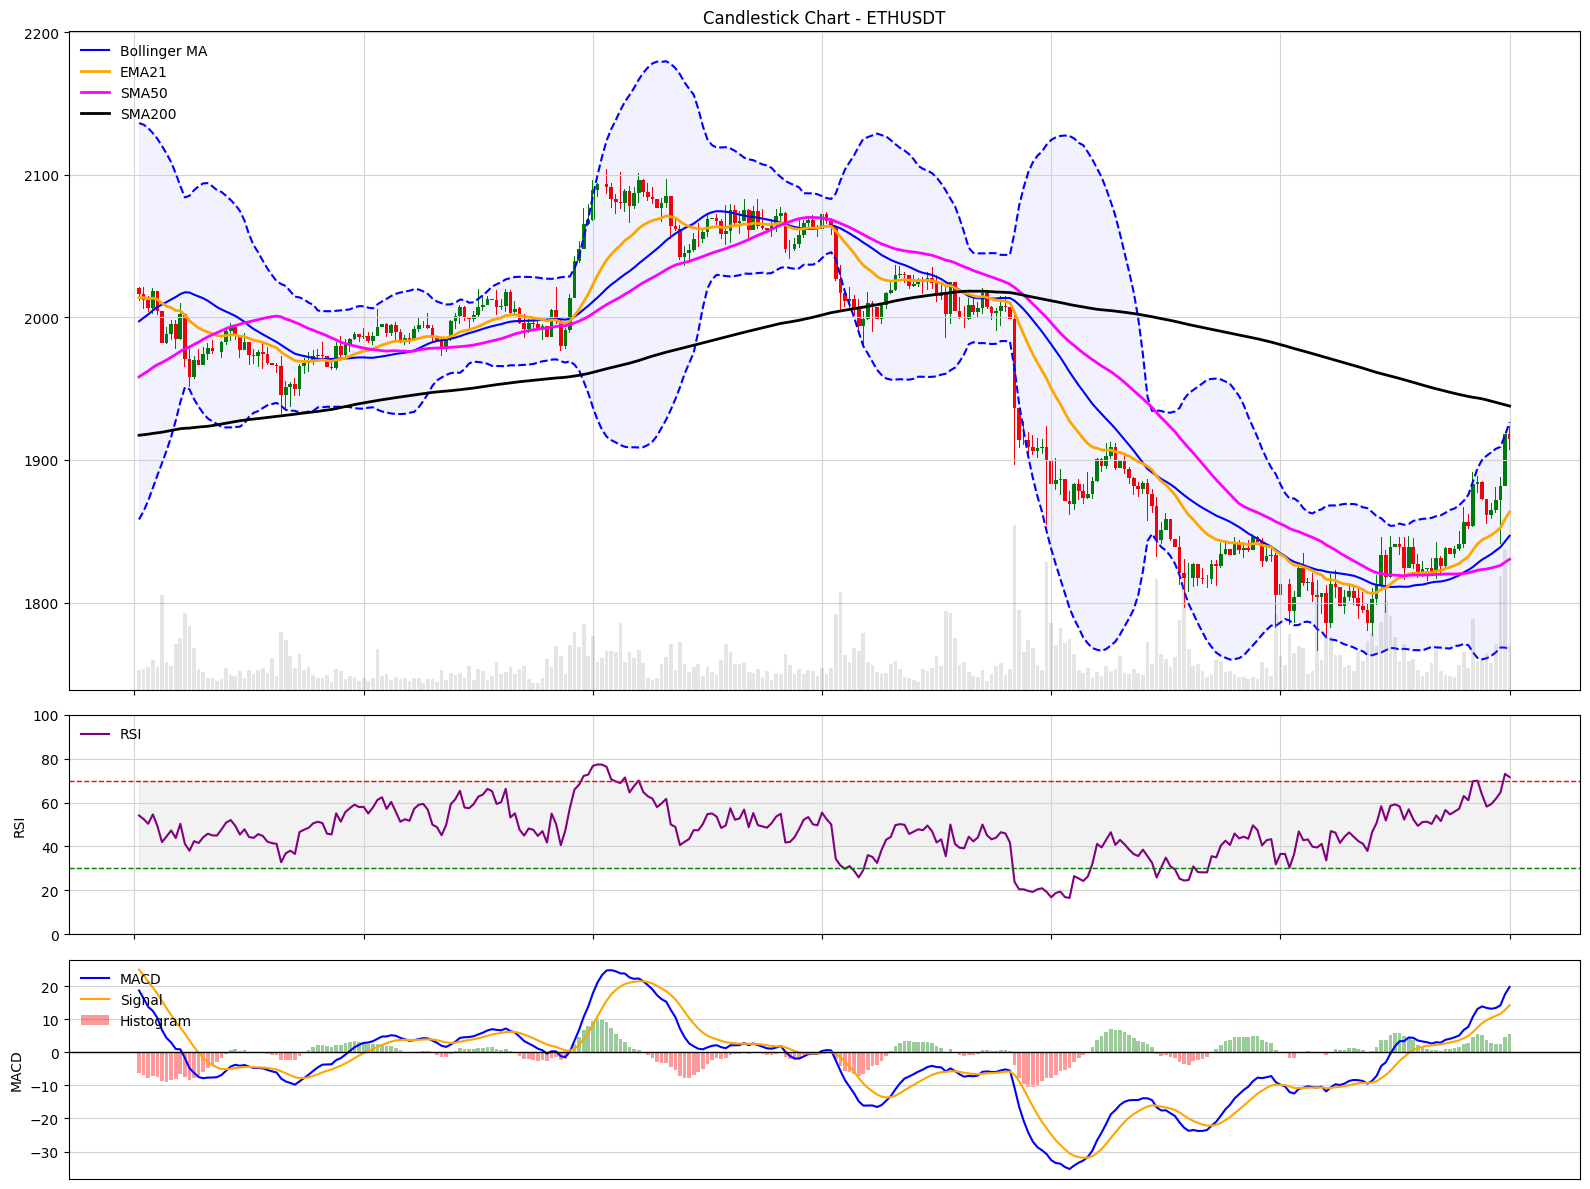 Candlestick Chart - ETHUSDT
2200
Bollinger MA
EMA21
SMA50
SMA200
2100
2000
1900
1800
100
RSI
80
60
RSI
40
20
0
MACD
20
Signal
10
Histogram
0
MACD
−10
−20
−30